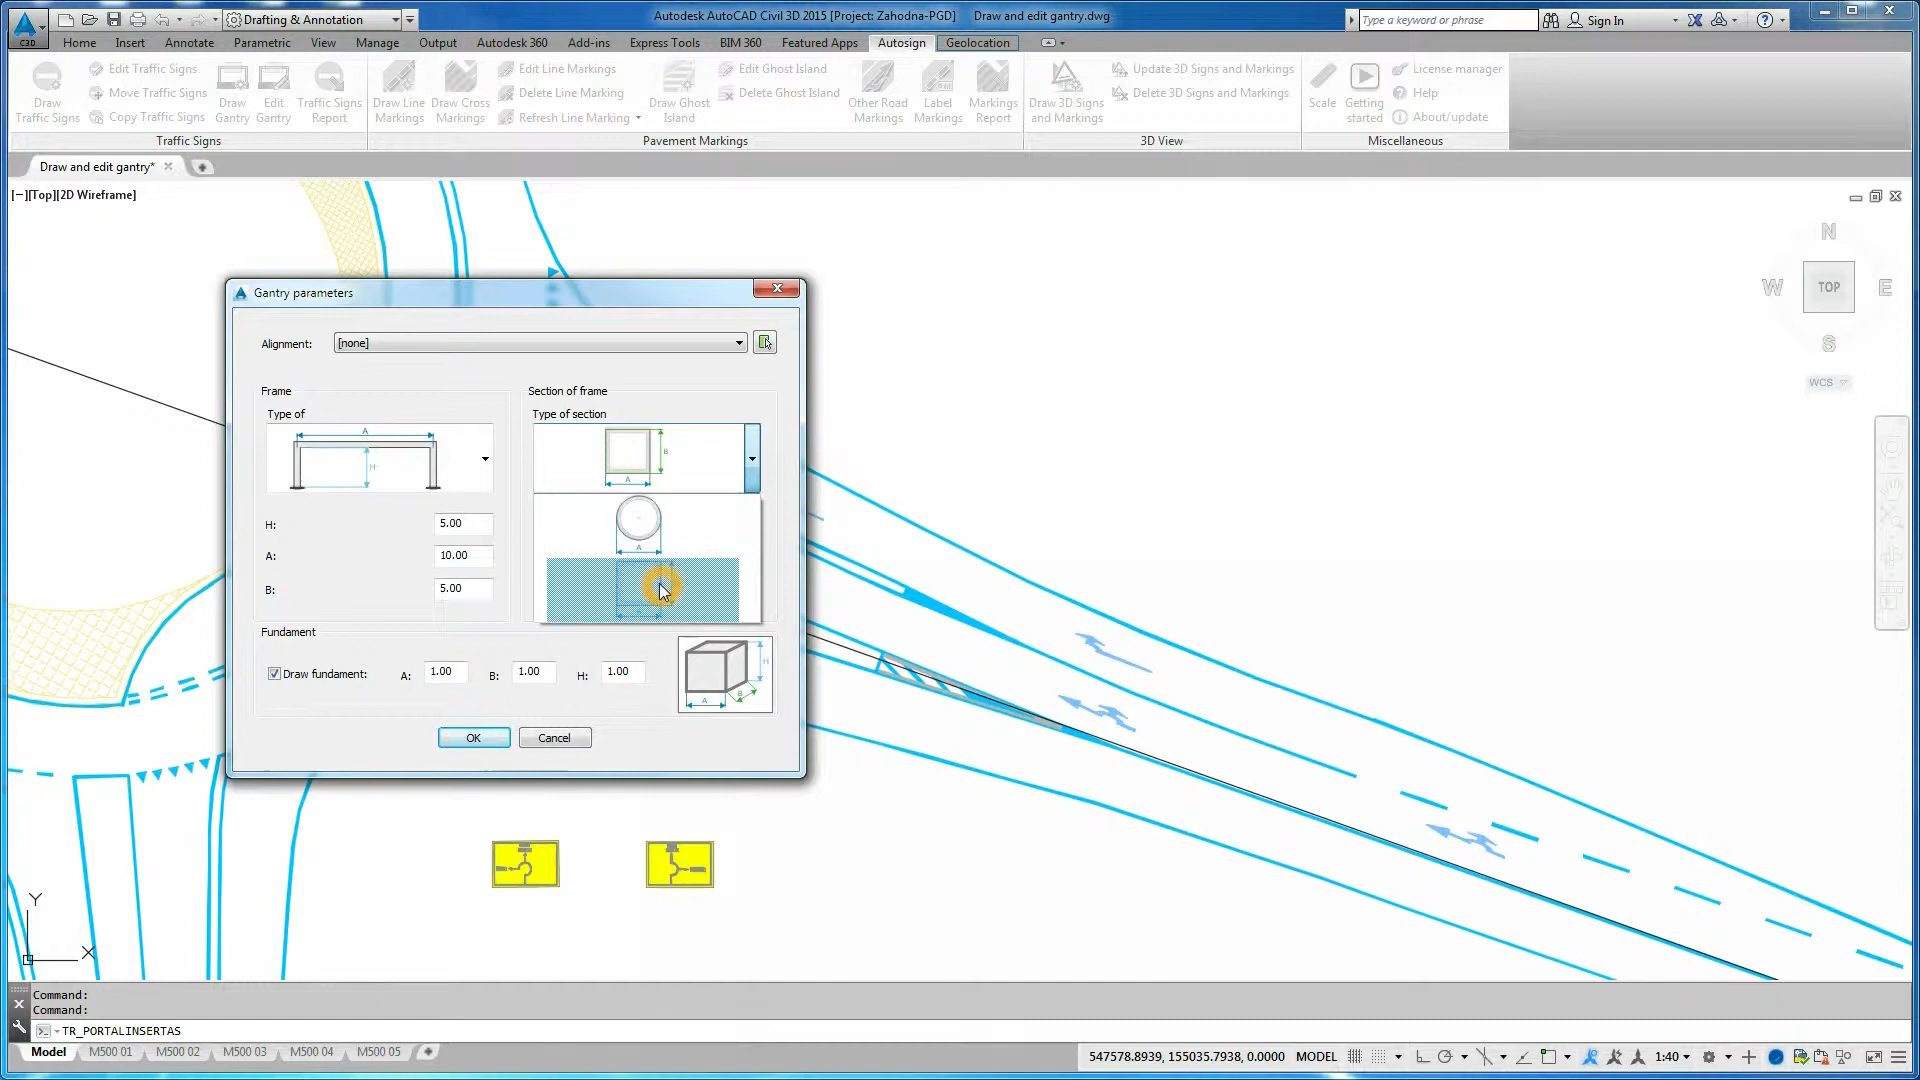 Drafting & Annotation
Autodesk AutoCAD Civil 3D 2015 [Project: Zahodna-PGD] Draw and edit gantry.dwg
Type a keyword or phrase
Sign In
C3D
Home Insert Annotate Parametric View Manage Output Autodesk 360 Add-ins Express Tools BIM 360 Featured Apps Autosign Geolocation
Draw Traffic Signs
Edit Traffic Signs
Move Traffic Signs
Copy Traffic Signs
Draw Gantry
Edit Gantry
Traffic Signs Report
Draw Line Markings
Draw Cross Markings
Edit Line Markings
Delete Line Marking
Refresh Line Marking
Draw Ghost Island
Edit Ghost Island
Delete Ghost Island
Other Road Markings
Label Markings
Markings Report
Draw 3D Signs and Markings
Update 3D Signs and Markings
Delete 3D Signs and Markings
Scale
Getting started
License manager
Help
About/update
Traffic Signs Pavement Markings 3D View Miscellaneous
Draw and edit gantry*
[−][Top][2D Wireframe]
N
W TOP E
S
WCS
Gantry parameters
Alignment: [none]
Frame
Type of
A
H
H: 5.00
A: 10.00
B: 5.00
Section of frame
Type of section
B
A
A
Fundament
Draw fundament: A: 1.00 B: 1.00 H: 1.00
H
B
A
OK Cancel
Y
X
Command:
Command:
TR_PORTALINSERTAS
Model M500 01 M500 02 M500 03 M500 04 M500 05
547578.8939, 155035.7938, 0.0000 MODEL 1:40